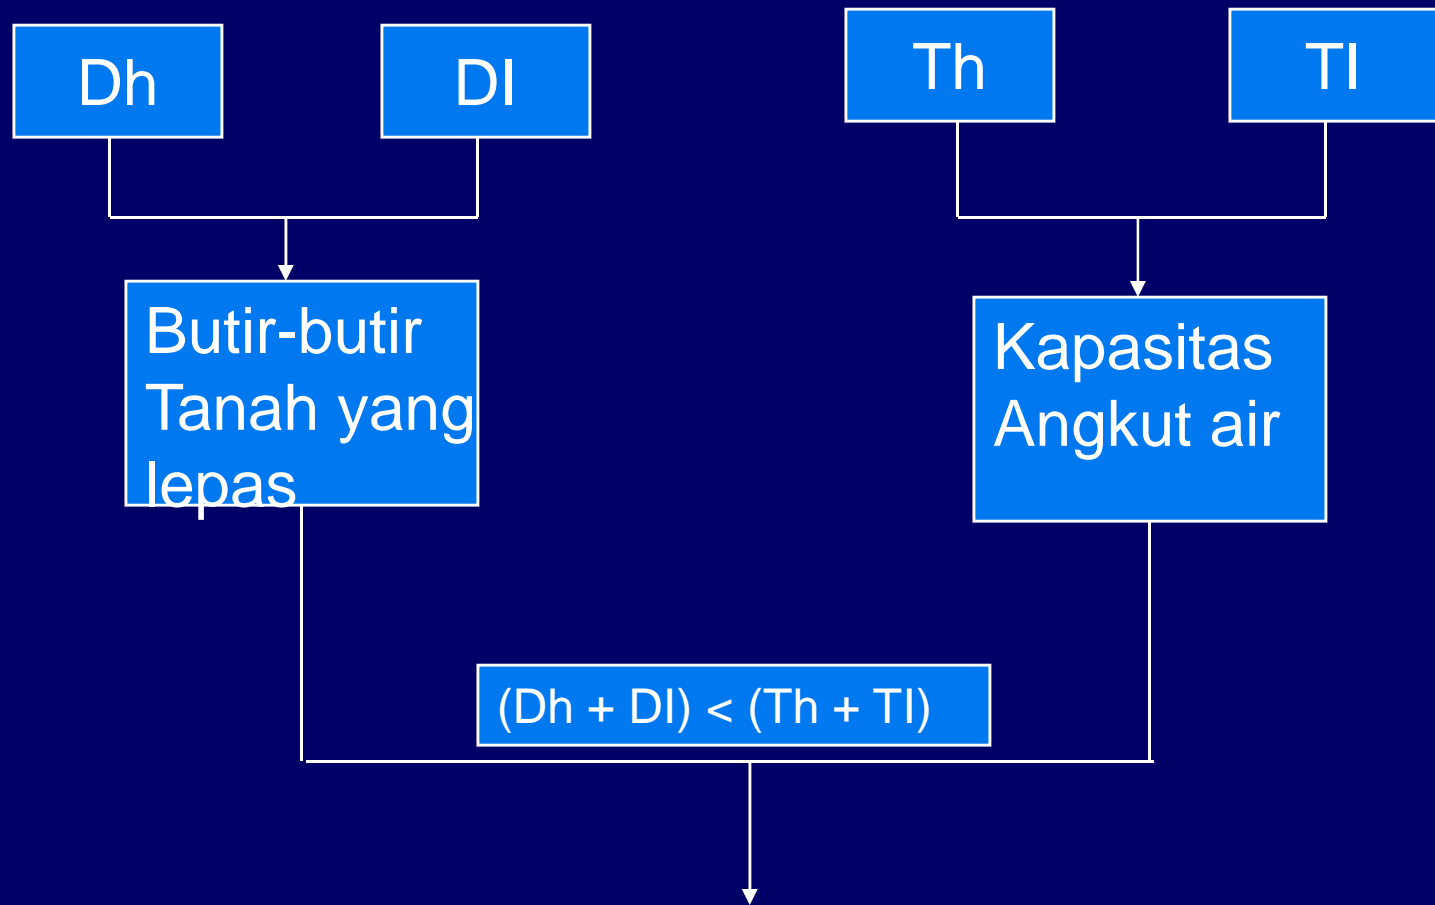 Dh
Dl
Th
Tl
Butir-butir
Tanah yang
lepas
Kapasitas
Angkut air
(Dh + Dl) < (Th + Tl)